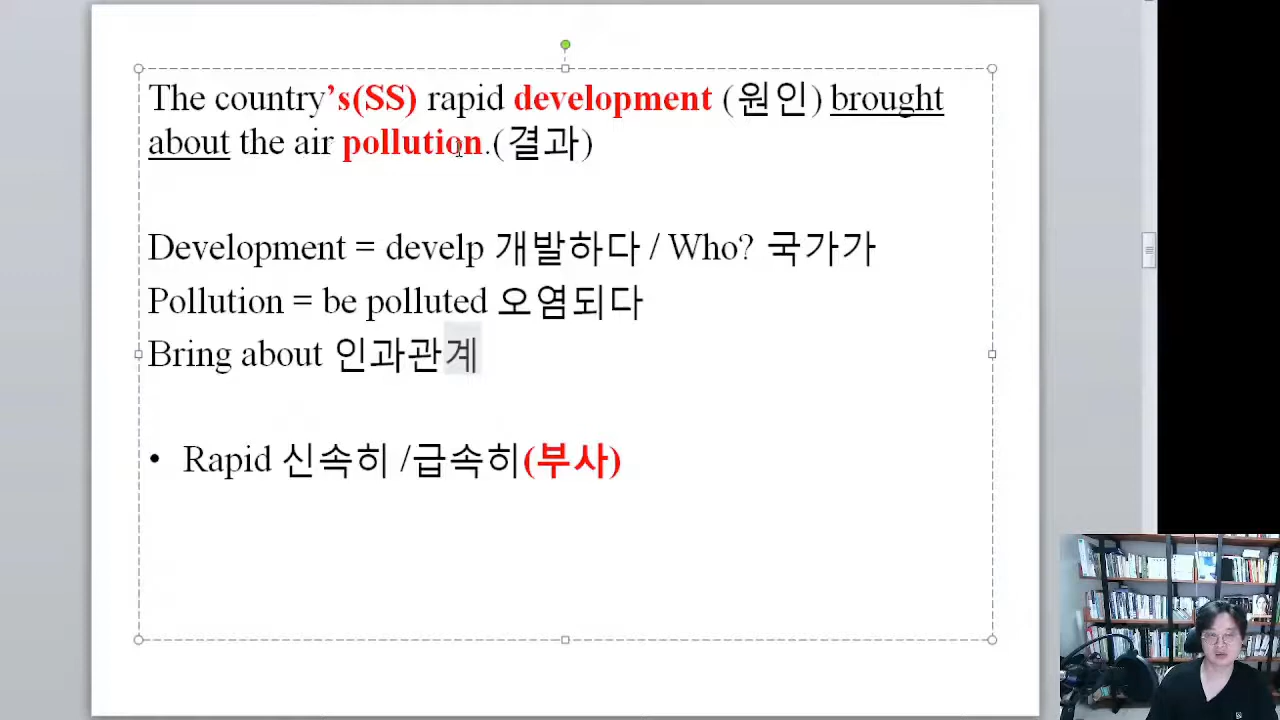 The country's(SS) rapid development (원인) brought
about the air pollution.(결과)
Development = develp 개발하다 / Who? 국가가
Pollution = be polluted 오염되다
Bring about 인과관계
• Rapid 신속히 /급속히(부사)